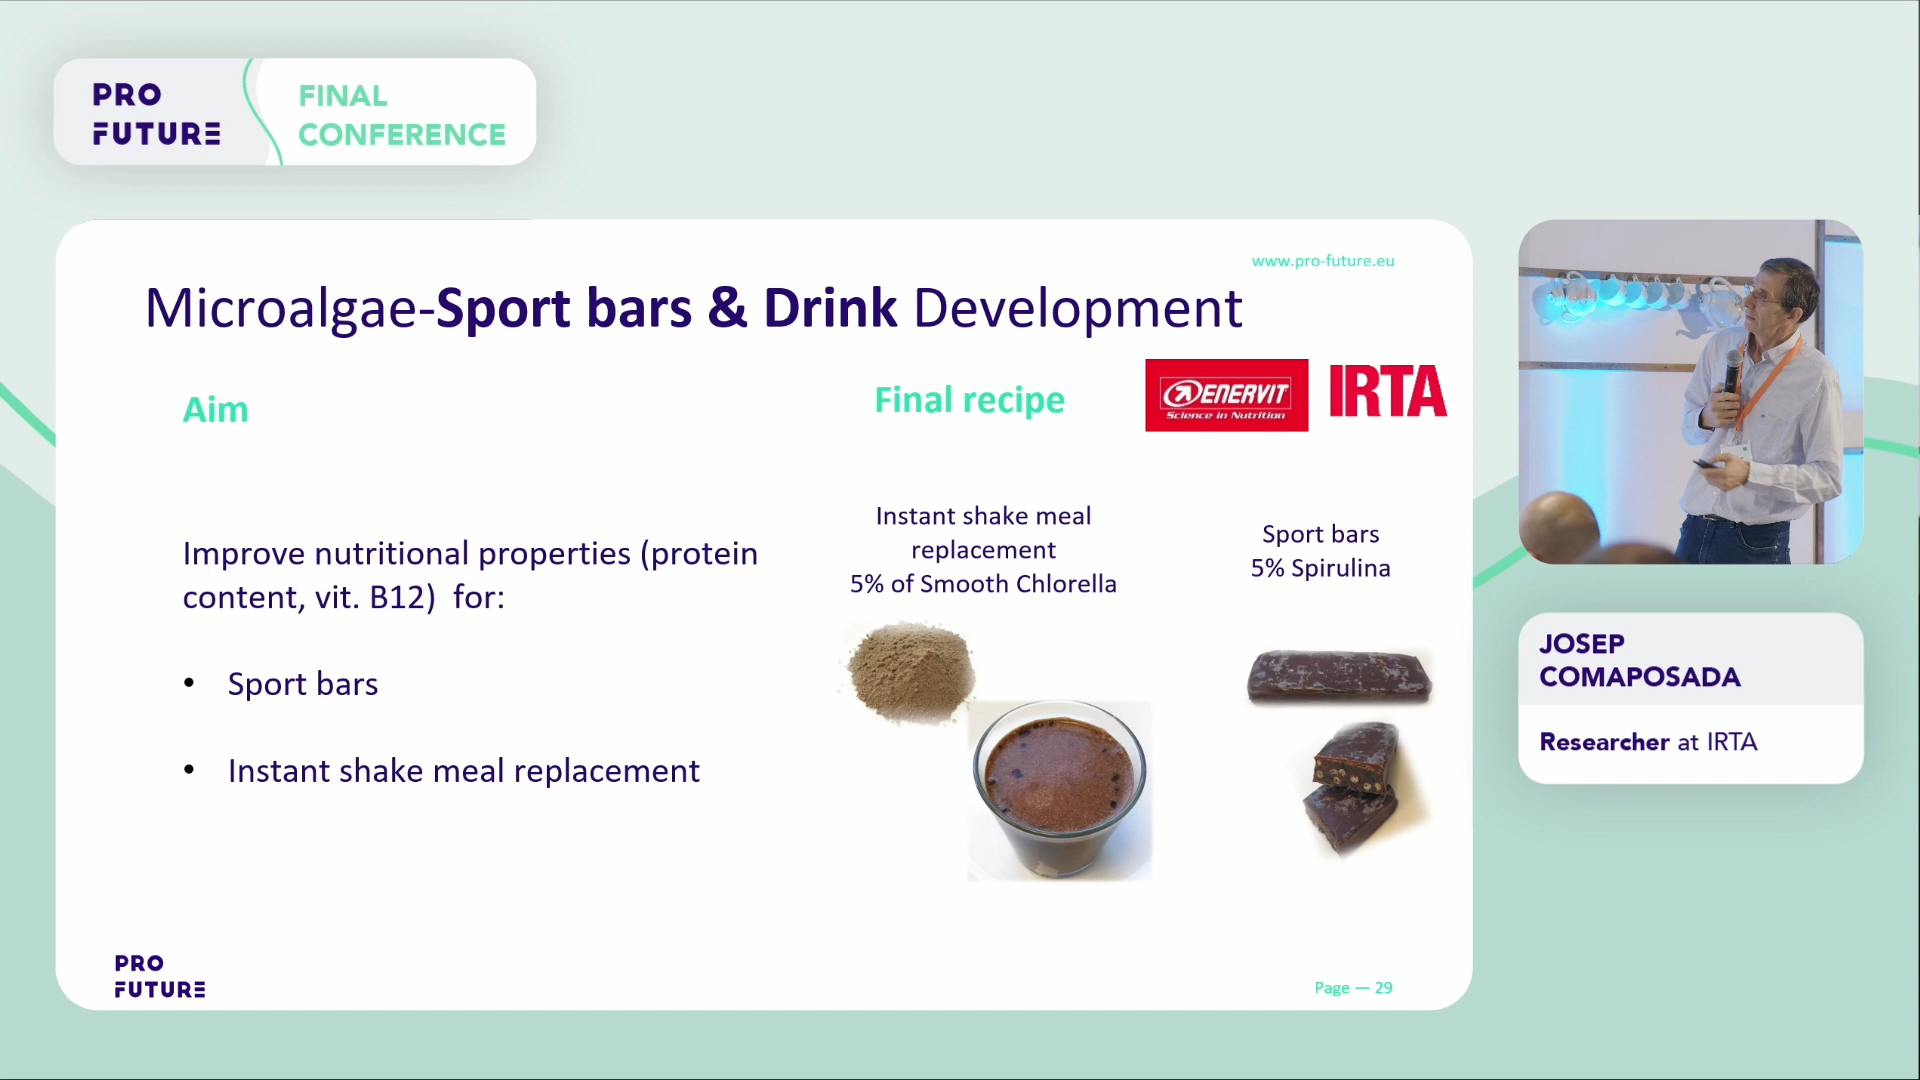 PRO
FUTURE
FINAL
CONFERENCE
www.pro-future.eu
Microalgae-Sport bars & Drink Development
Aim
Final recipe
ENERVIT
Science in Nutrition
IRTA
Improve nutritional properties (protein
content, vit. B12)  for:
• Sport bars
• Instant shake meal replacement
Instant shake meal
replacement
5% of Smooth Chlorella
Sport bars
5% Spirulina
PRO
FUTURE
Page — 29
JOSEP
COMAPOSADA
Researcher at IRTA